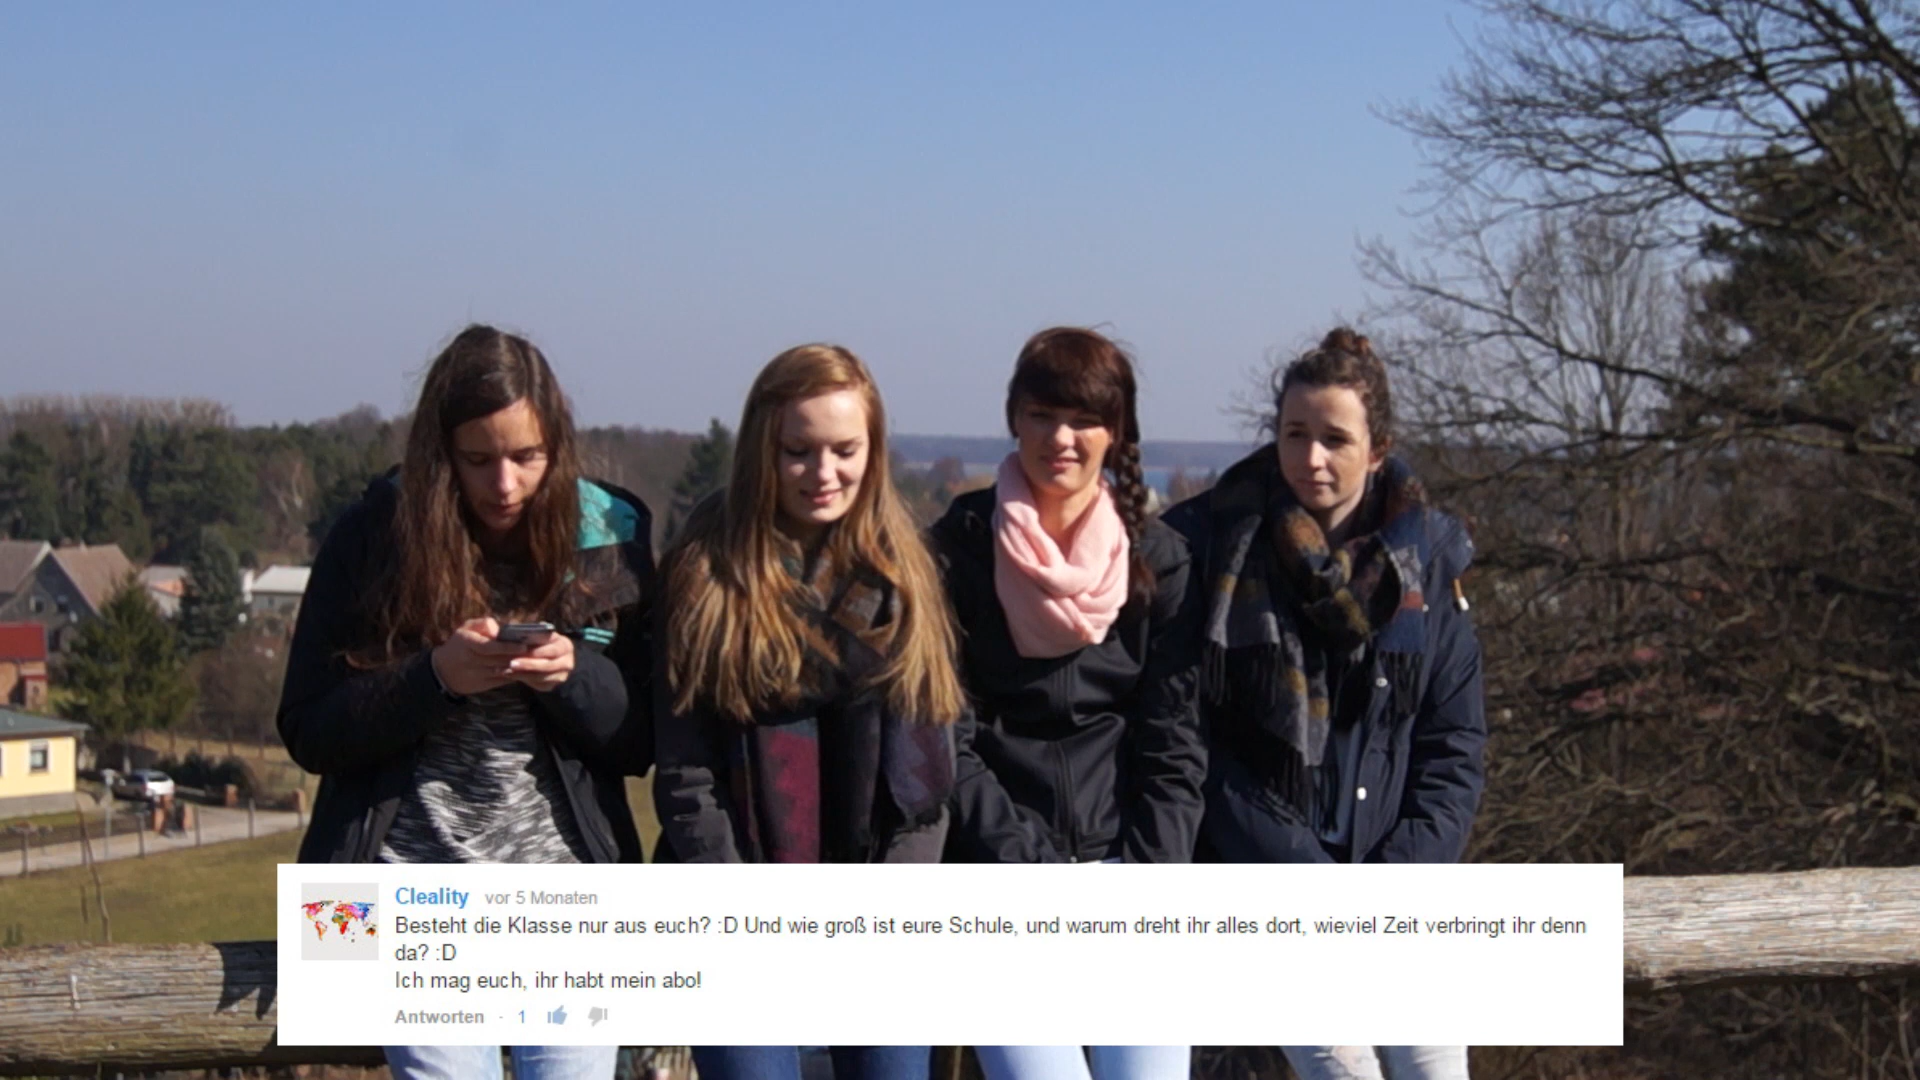 Cleality vor 5 Monaten
Besteht die Klasse nur aus euch? :D Und wie groß ist eure Schule, und warum dreht ihr alles dort, wieviel Zeit verbringt ihr denn
da? :D
Ich mag euch, ihr habt mein abo!
Antworten · 1